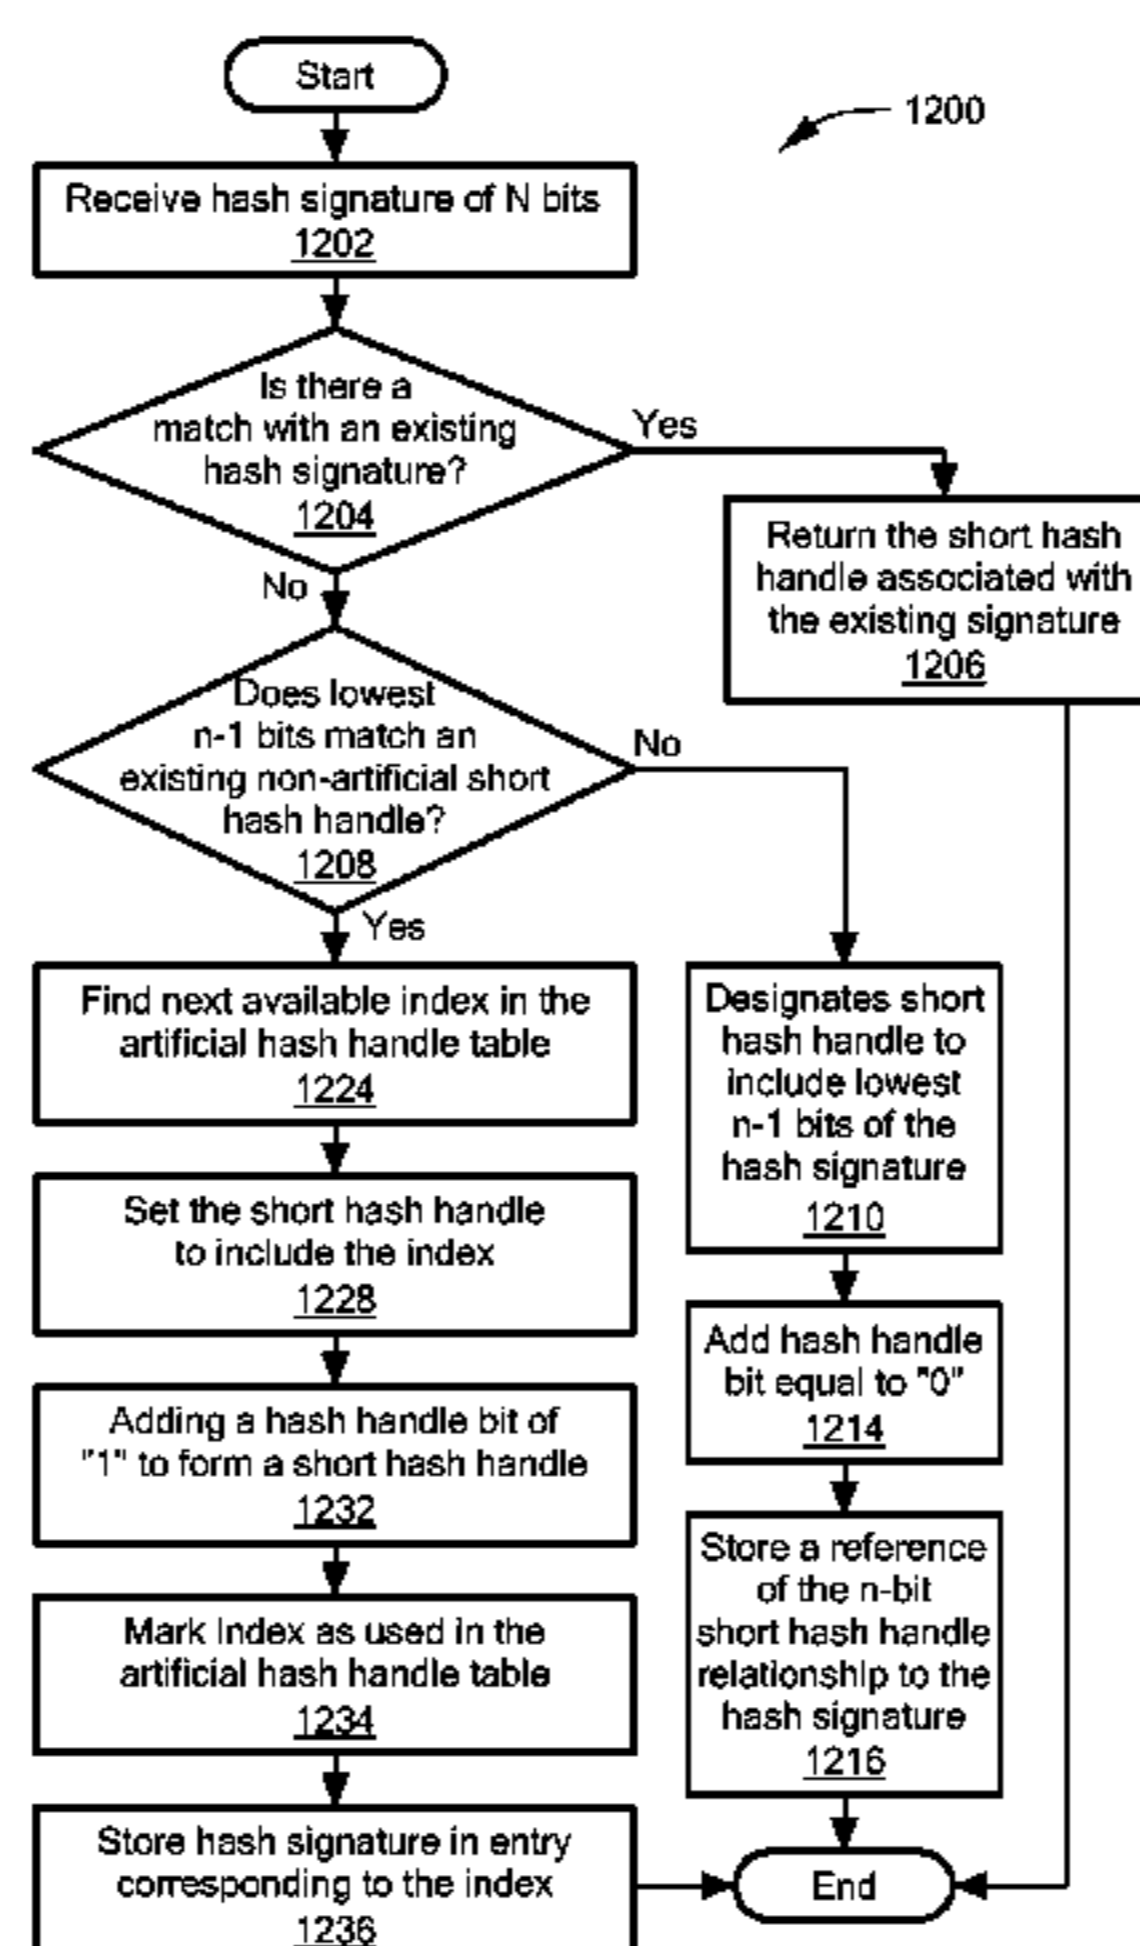 Start
1200
Receive hash signature of N bits
1202
Is there a
match with an existing
hash signature?
1204
Yes
No
Return the short hash
handle associated with
the existing signature
1206
Does lowest
n-1 bits match an
existing non-artificial short
hash handle?
1208
No
Yes
Find next available index in the
artificial hash handle table
1224
Set the short hash handle
to include the index
1228
Adding a hash handle bit of
"1" to form a short hash handle
1232
Mark Index as used in the
artificial hash handle table
1234
Store hash signature in entry
corresponding to the index
1236
Designates short
hash handle to
include lowest
n-1 bits of the
hash signature
1210
Add hash handle
bit equal to "0"
1214
Store a reference
of the n-bit
short hash handle
relationship to the
hash signature
1216
End